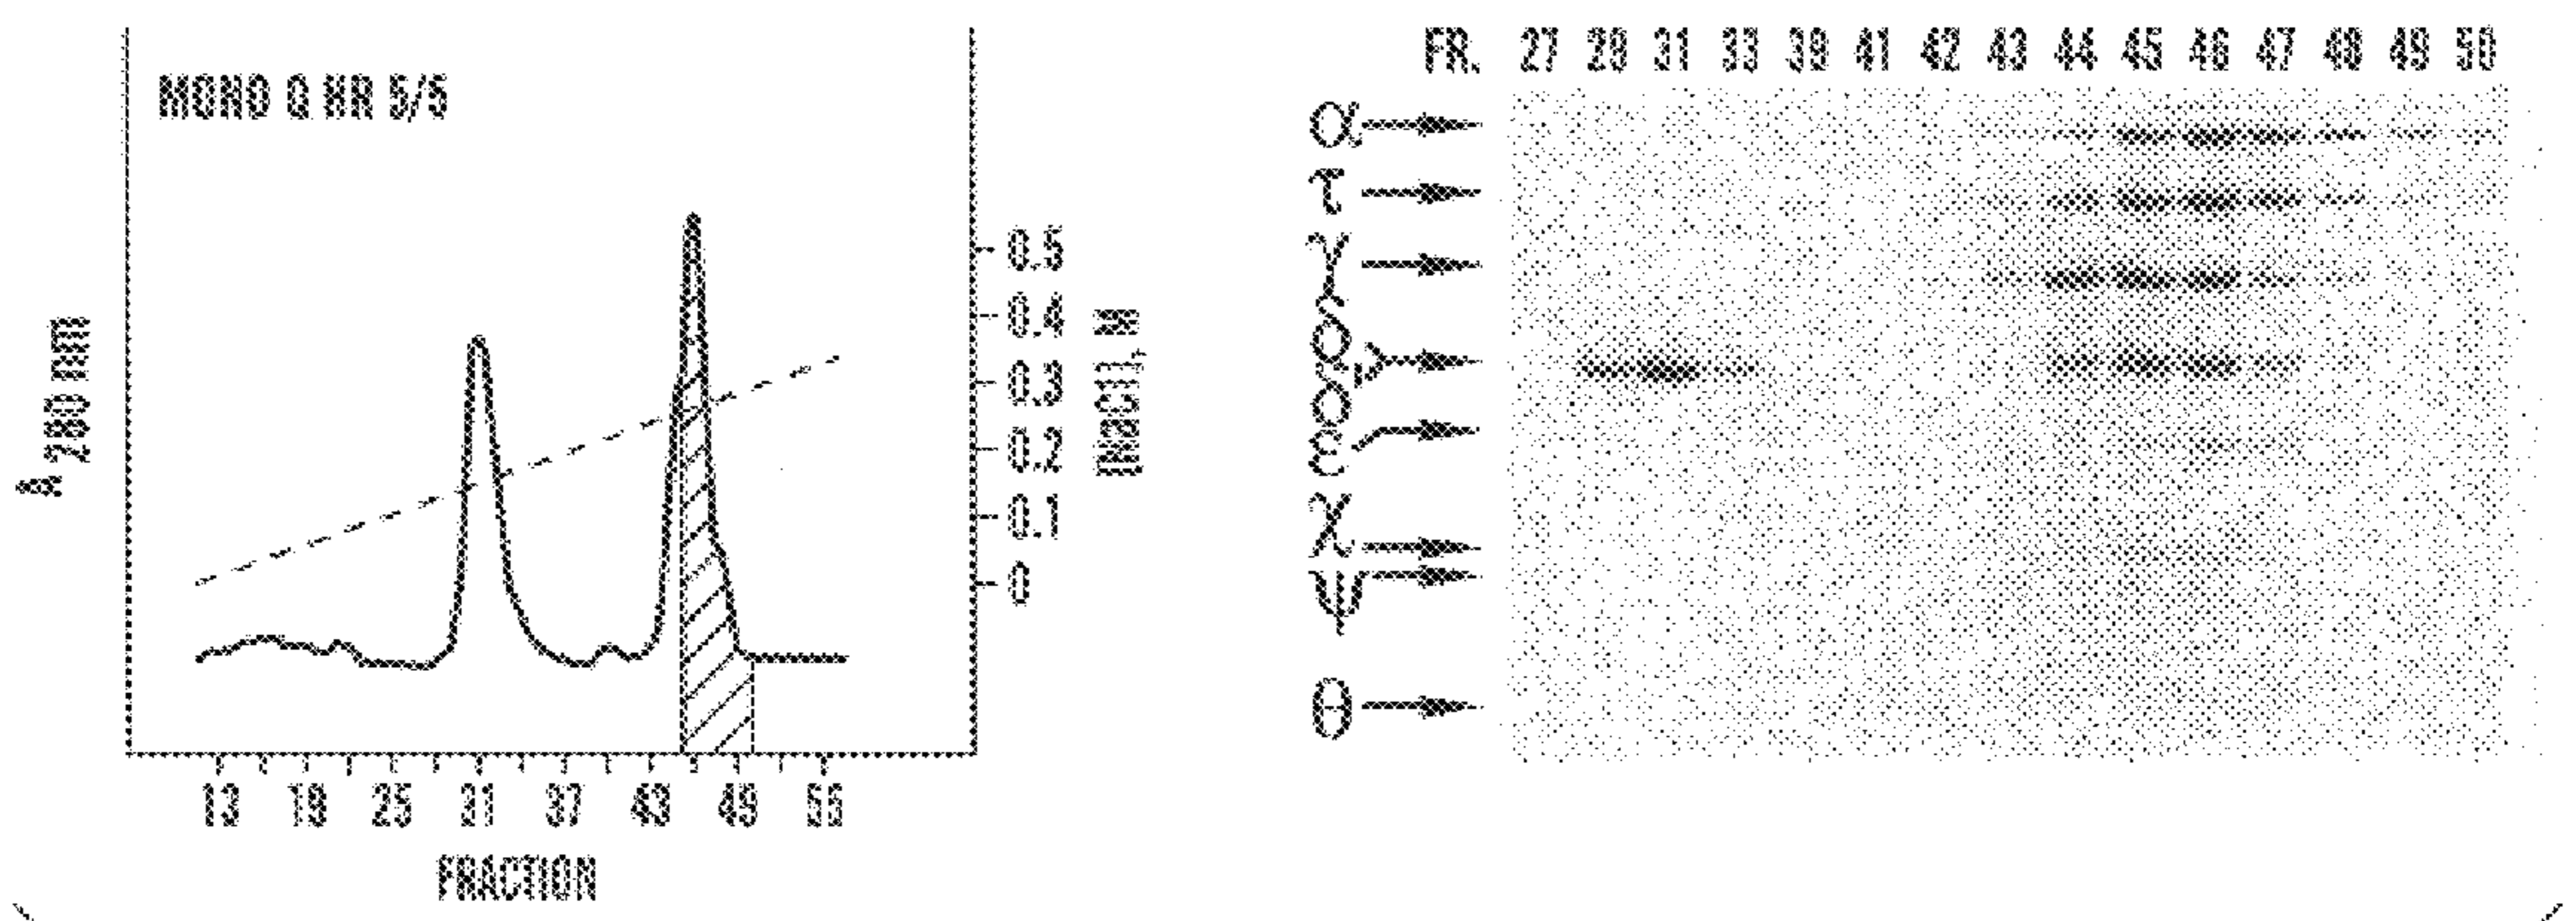 MONO Q HR 5/5
A 280 nm
0.5
0.4
0.3
0.2
0.1
0
[NaCl], M
13 19 25 31 37 43 49 55
FRACTION
FR. 27 29 31 33 39 41 42 43 44 45 46 47 48 49 50
α
τ
γ
δ
δ'
ε
χ
ψ
θ